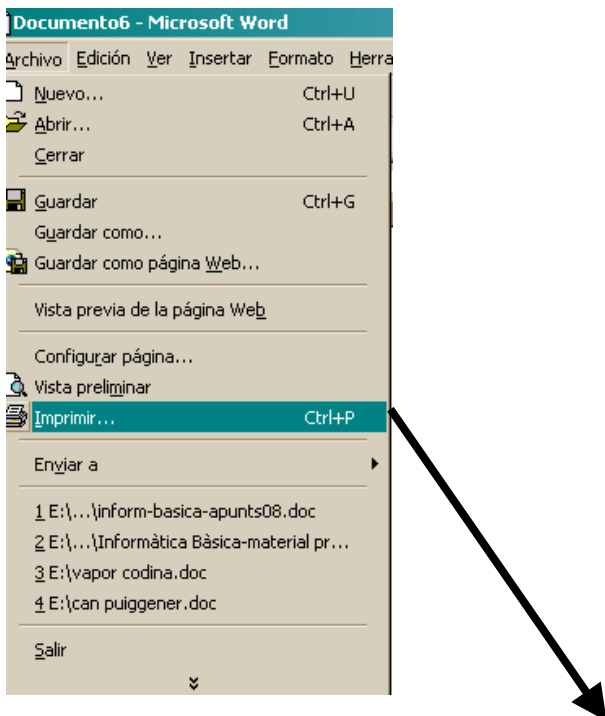 Documento6 - Microsoft Word
Archivo Edición Ver Insertar Formato Herra
Nuevo... Ctrl+U
Abrir... Ctrl+A
Cerrar
Guardar Ctrl+G
Guardar como...
Guardar como página Web...
Vista previa de la página Web
Configurar página...
Vista preliminar
Imprimir... Ctrl+P
Enviar a
1 E:\...\inform-basica-apunts08.doc
2 E:\...\Informàtica Bàsica-material pr...
3 E:\vapor codina.doc
4 E:\can puiggener.doc
Salir